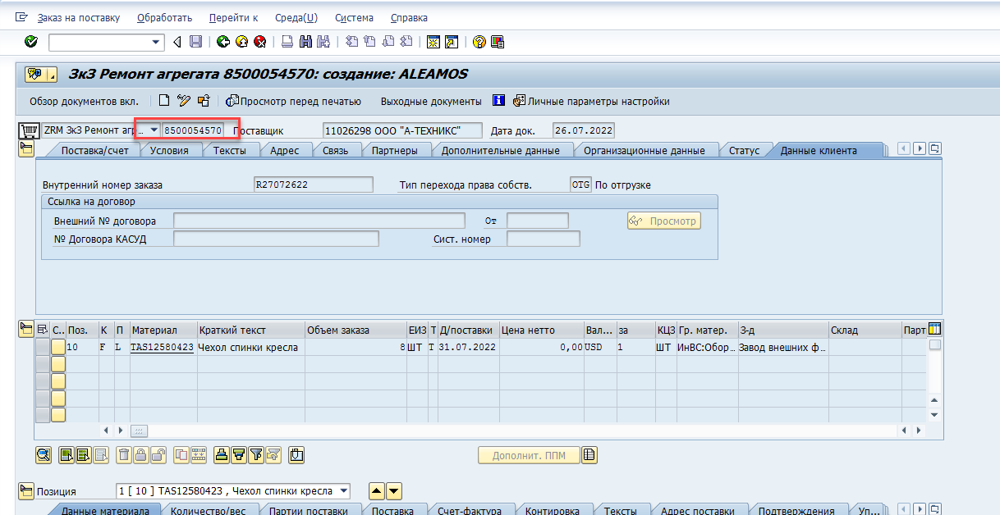 Заказ на поставку Обработать Перейти к Среда(U) Система Справка
ЗкЗ Ремонт агрегата 8500054570: создание: ALEAMOS
Обзор документов вкл. Просмотр перед печатью Выходные документы Личные параметры настройки
ZRM ЗкЗ Ремонт агр... 8500054570 Поставщик 11026298 ООО "А-ТЕХНИКС" Дата док. 26.07.2022
Поставка/счет Условия Тексты Адрес Связь Партнеры Дополнительные данные Организационные данные Статус Данные клиента
Внутренний номер заказа R27072622 Тип перехода права собств. OTG По отгрузке
Ссылка на договор
Внешний № договора От Просмотр
№ Договора КАСУД Сист. номер
С.. Поз. К П Материал Краткий текст Объем заказа ЕИЗ Т Д/поставки Цена нетто Вал... за КЦЗ Гр. матер. З-д Склад Парт
10 F L TAS12580423 Чехол спинки кресла 8 ШТ T 31.07.2022 0,00 USD 1 ШТ ИнВС:Обор... Завод внешних ф...
Дополнит. ППМ
Позиция 1 [ 10 ] TAS12580423 , Чехол спинки кресла
Данные материала Количество/вес Партии поставки Поставка Счет-фактура Контировка Тексты Адрес поставки Подтверждения Уп...